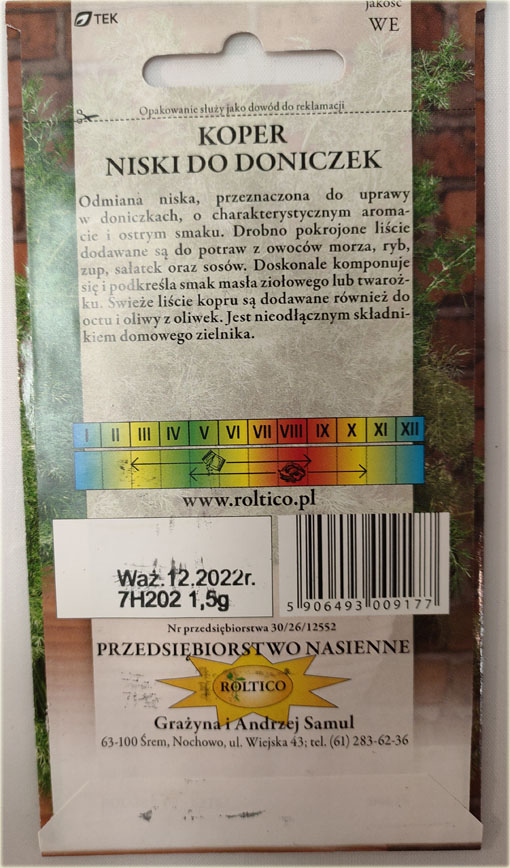 TEK
jakość
WE
Opakowanie służy jako dowód do reklamacji
KOPER
NISKI DO DONICZEK
Odmiana niska, przeznaczona do uprawy
w doniczkach, o charakterystycznym aroma-
cie i ostrym smaku. Drobno pokrojone liście
dodawane są do potraw z owoców morza, ryb,
zup, sałatek oraz sosów. Doskonale komponuje
się i podkreśla smak masła ziołowego lub twaroż-
ku. Świeże liście kopru są dodawane również do
octu i oliwy z oliwek. Jest nieodłącznym składni-
kiem domowego zielnika.
I II III IV V VI VII VIII IX X XI XII
www.roltico.pl
Waż.12.2022r.
7H202 1,5g
5 906493 009177
Nr przedsiębiorstwa 30/26/12552
PRZEDSIĘBIORSTWO NASIENNE
ROLTICO
Grażyna i Andrzej Samul
63-100 Śrem, Nochowo, ul. Wiejska 43; tel. (61) 283-62-36